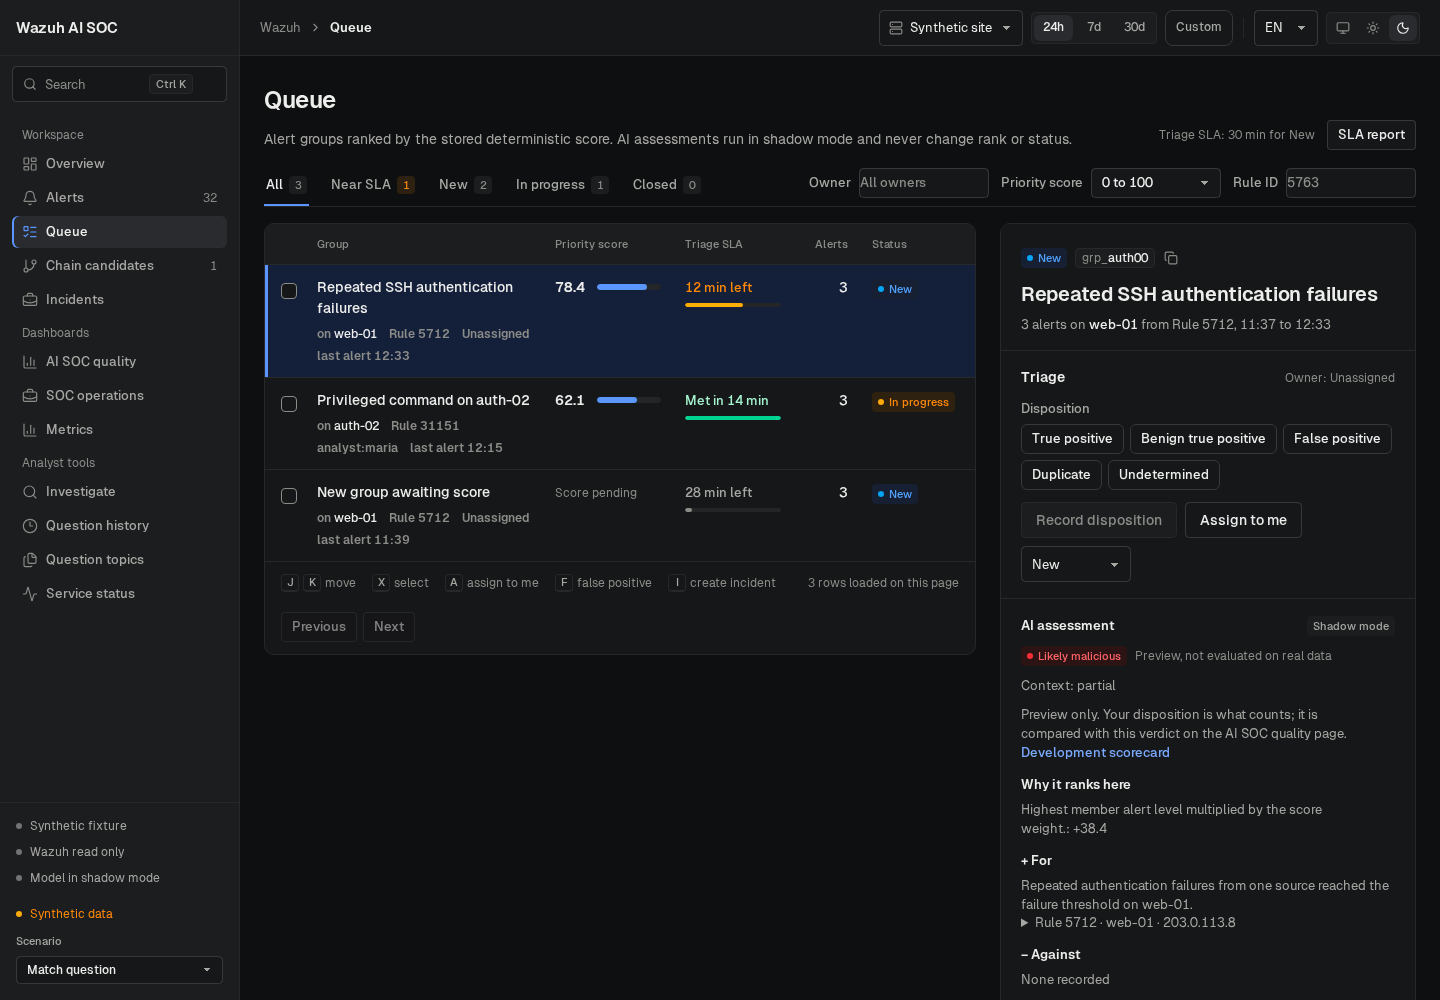 Wazuh AI SOC
Search
Ctrl K
Workspace
Overview
Alerts 32
Queue
Chain candidates 1
Incidents
Dashboards
AI SOC quality
SOC operations
Metrics
Analyst tools
Investigate
Question history
Question topics
Service status
Synthetic fixture
Wazuh read only
Model in shadow mode
Synthetic data
Scenario
Match question
Wazuh > Queue
Synthetic site
24h 7d 30d
Custom
EN
Queue
Alert groups ranked by the stored deterministic score. AI assessments run in shadow mode and never change rank or status.
Triage SLA: 30 min for New
SLA report
All 3 Near SLA 1 New 2 In progress 1 Closed 0
Owner All owners Priority score 0 to 100 Rule ID 5763
Group Priority score Triage SLA Alerts Status
Repeated SSH authentication failures
78.4 12 min left 3 New
on web-01 Rule 5712 Unassigned
last alert 12:33
Privileged command on auth-02 62.1 Met in 14 min 3 In progress
on auth-02 Rule 31151
analyst:maria last alert 12:15
New group awaiting score Score pending 28 min left 3 New
on web-01 Rule 5712 Unassigned
last alert 11:39
J K move X select A assign to me F false positive I create incident 3 rows loaded on this page
Previous Next
New grp_auth00
Repeated SSH authentication failures
3 alerts on web-01 from Rule 5712, 11:37 to 12:33
Triage Owner: Unassigned
Disposition
True positive Benign true positive False positive
Duplicate Undetermined
Record disposition Assign to me
New
AI assessment Shadow mode
Likely malicious Preview, not evaluated on real data
Context: partial
Preview only. Your disposition is what counts; it is
compared with this verdict on the AI SOC quality page.
Development scorecard
Why it ranks here
Highest member alert level multiplied by the score
weight.: +38.4
+ For
Repeated authentication failures from one source reached the
failure threshold on web-01.
Rule 5712 · web-01 · 203.0.113.8
– Against
None recorded